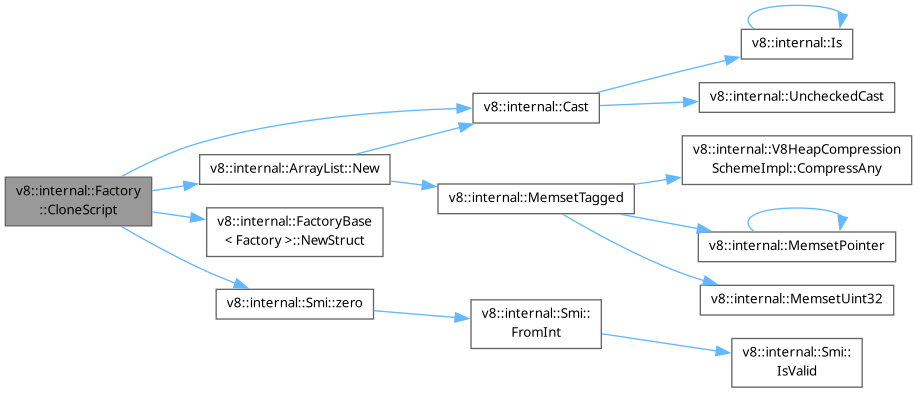 v8::internal::Is
v8::internal::UncheckedCast
v8::internal::Cast
v8::internal::V8HeapCompression
SchemeImpl::CompressAny
v8::internal::ArrayList::New
v8::internal::Factory
::CloneScript
v8::internal::MemsetTagged
v8::internal::FactoryBase
< Factory >::NewStruct
v8::internal::MemsetPointer
v8::internal::Smi::zero
v8::internal::MemsetUint32
v8::internal::Smi::
FromInt
v8::internal::Smi::
IsValid